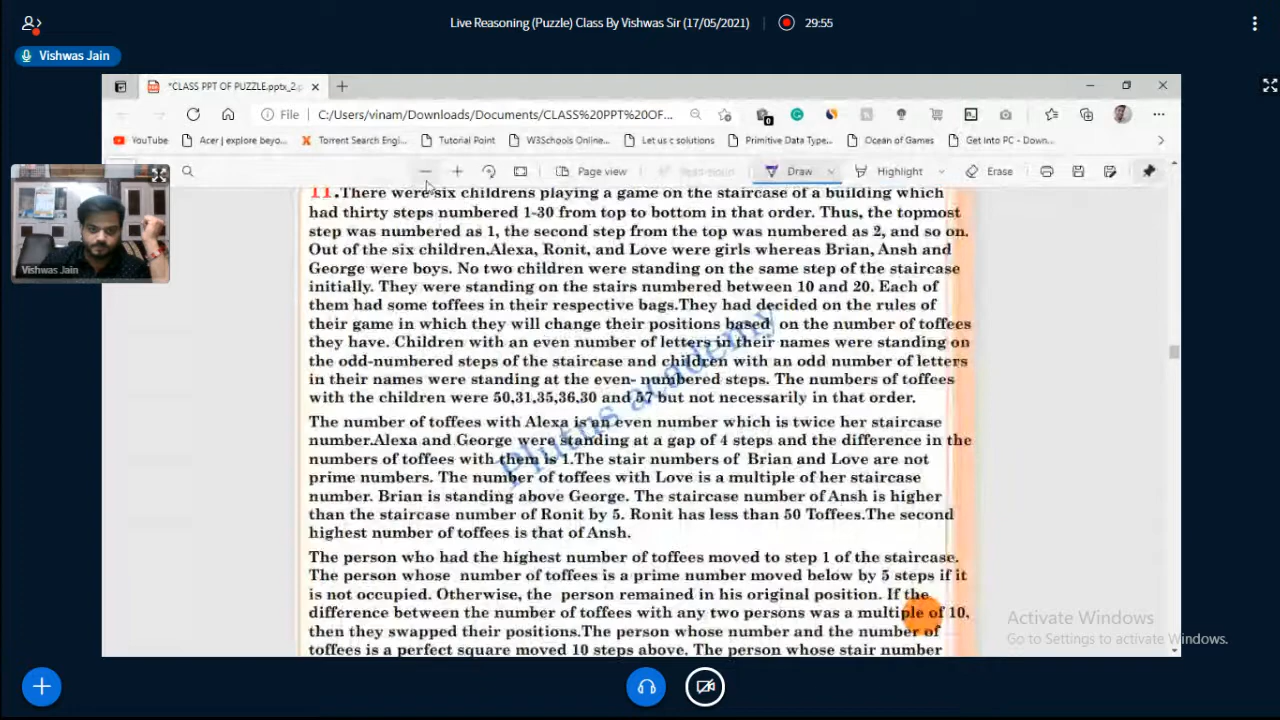 Live Reasoning (Puzzle) Class By Vishwas Sir (17/05/2021)
29:55
Vishwas Jain
*CLASS PPT OF PUZZLE.pptx_2.p
File
C:/Users/vinam/Downloads/Documents/CLASS%20PPT%20OF...
YouTube
Acer | explore beyo...
Torrent Search Engi...
Tutorial Point
W3Schools Online...
Let us c solutions
Primitive Data Type...
Ocean of Games
Get Into PC - Down...
Page view
Read aloud
Draw
Highlight
Erase
Vishwas Jain
11.There were six childrens playing a game on the staircase of a building which
had thirty steps numbered 1-30 from top to bottom in that order. Thus, the topmost
step was numbered as 1, the second step from the top was numbered as 2, and so on.
Out of the six children,Alexa, Ronit, and Love were girls whereas Brian, Ansh and
George were boys. No two children were standing on the same step of the staircase
initially. They were standing on the stairs numbered between 10 and 20. Each of
them had some toffees in their respective bags.They had decided on the rules of
their game in which they will change their positions based on the number of toffees
they have. Children with an even number of letters in their names were standing on
the odd-numbered steps of the staircase and children with an odd number of letters
in their names were standing at the even- numbered steps. The numbers of toffees
with the children were 50,31,35,36,30 and 57 but not necessarily in that order.
The number of toffees with Alexa is an even number which is twice her staircase
number.Alexa and George were standing at a gap of 4 steps and the difference in the
numbers of toffees with them is 1.The stair numbers of Brian and Love are not
prime numbers. The number of toffees with Love is a multiple of her staircase
number. Brian is standing above George. The staircase number of Ansh is higher
than the staircase number of Ronit by 5. Ronit has less than 50 Toffees.The second
highest number of toffees is that of Ansh.
The person who had the highest number of toffees moved to step 1 of the staircase.
The person whose number of toffees is a prime number moved below by 5 steps if it
is not occupied. Otherwise, the person remained in his original position. If the
difference between the number of toffees with any two persons was a multiple of 10,
then they swapped their positions.The person whose number and the number of
toffees is a perfect square moved 10 steps above. The person whose stair number
Plutus academy
Activate Windows
Go to Settings to activate Windows.